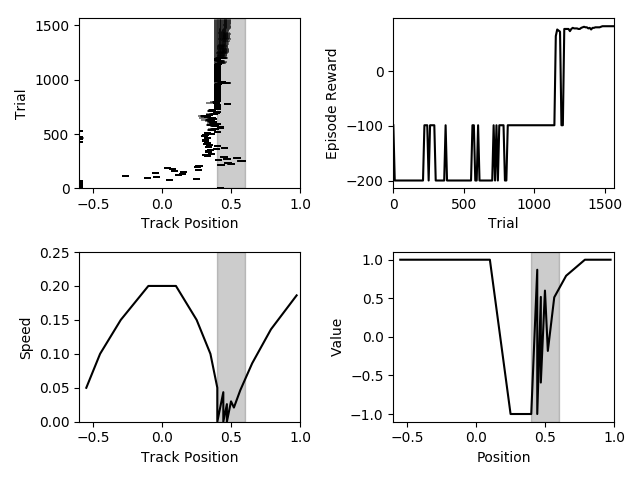 1500
1000
500
0
Trial
−0.5 0.0 0.5 1.0
Track Position
0
−100
−200
Episode Reward
0 500 1000 1500
Trial
0.25
0.20
0.15
0.10
0.05
0.00
Speed
−0.5 0.0 0.5 1.0
Track Position
1.0
0.5
0.0
−0.5
−1.0
Value
−0.5 0.0 0.5 1.0
Position